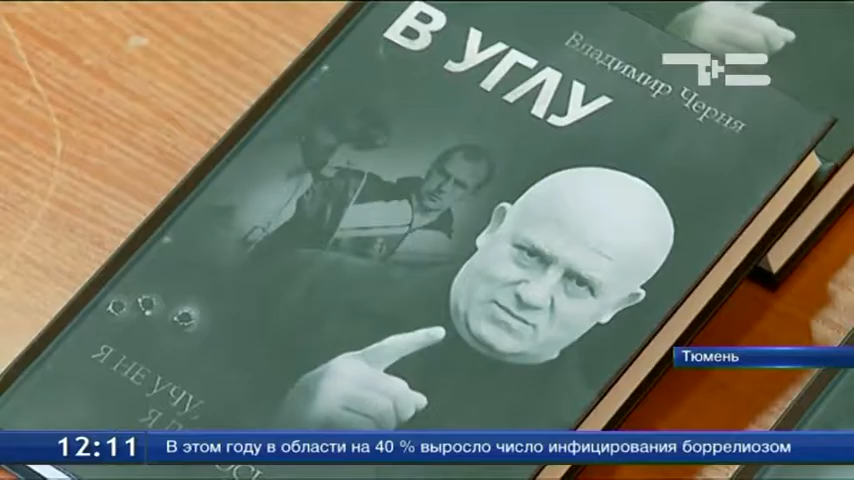 В УГЛУ
Владимир Черня
Т+В
Я НЕ УЧУ,
Тюмень
12:11 В этом году в области на 40 % выросло число инфицирования боррелиозом